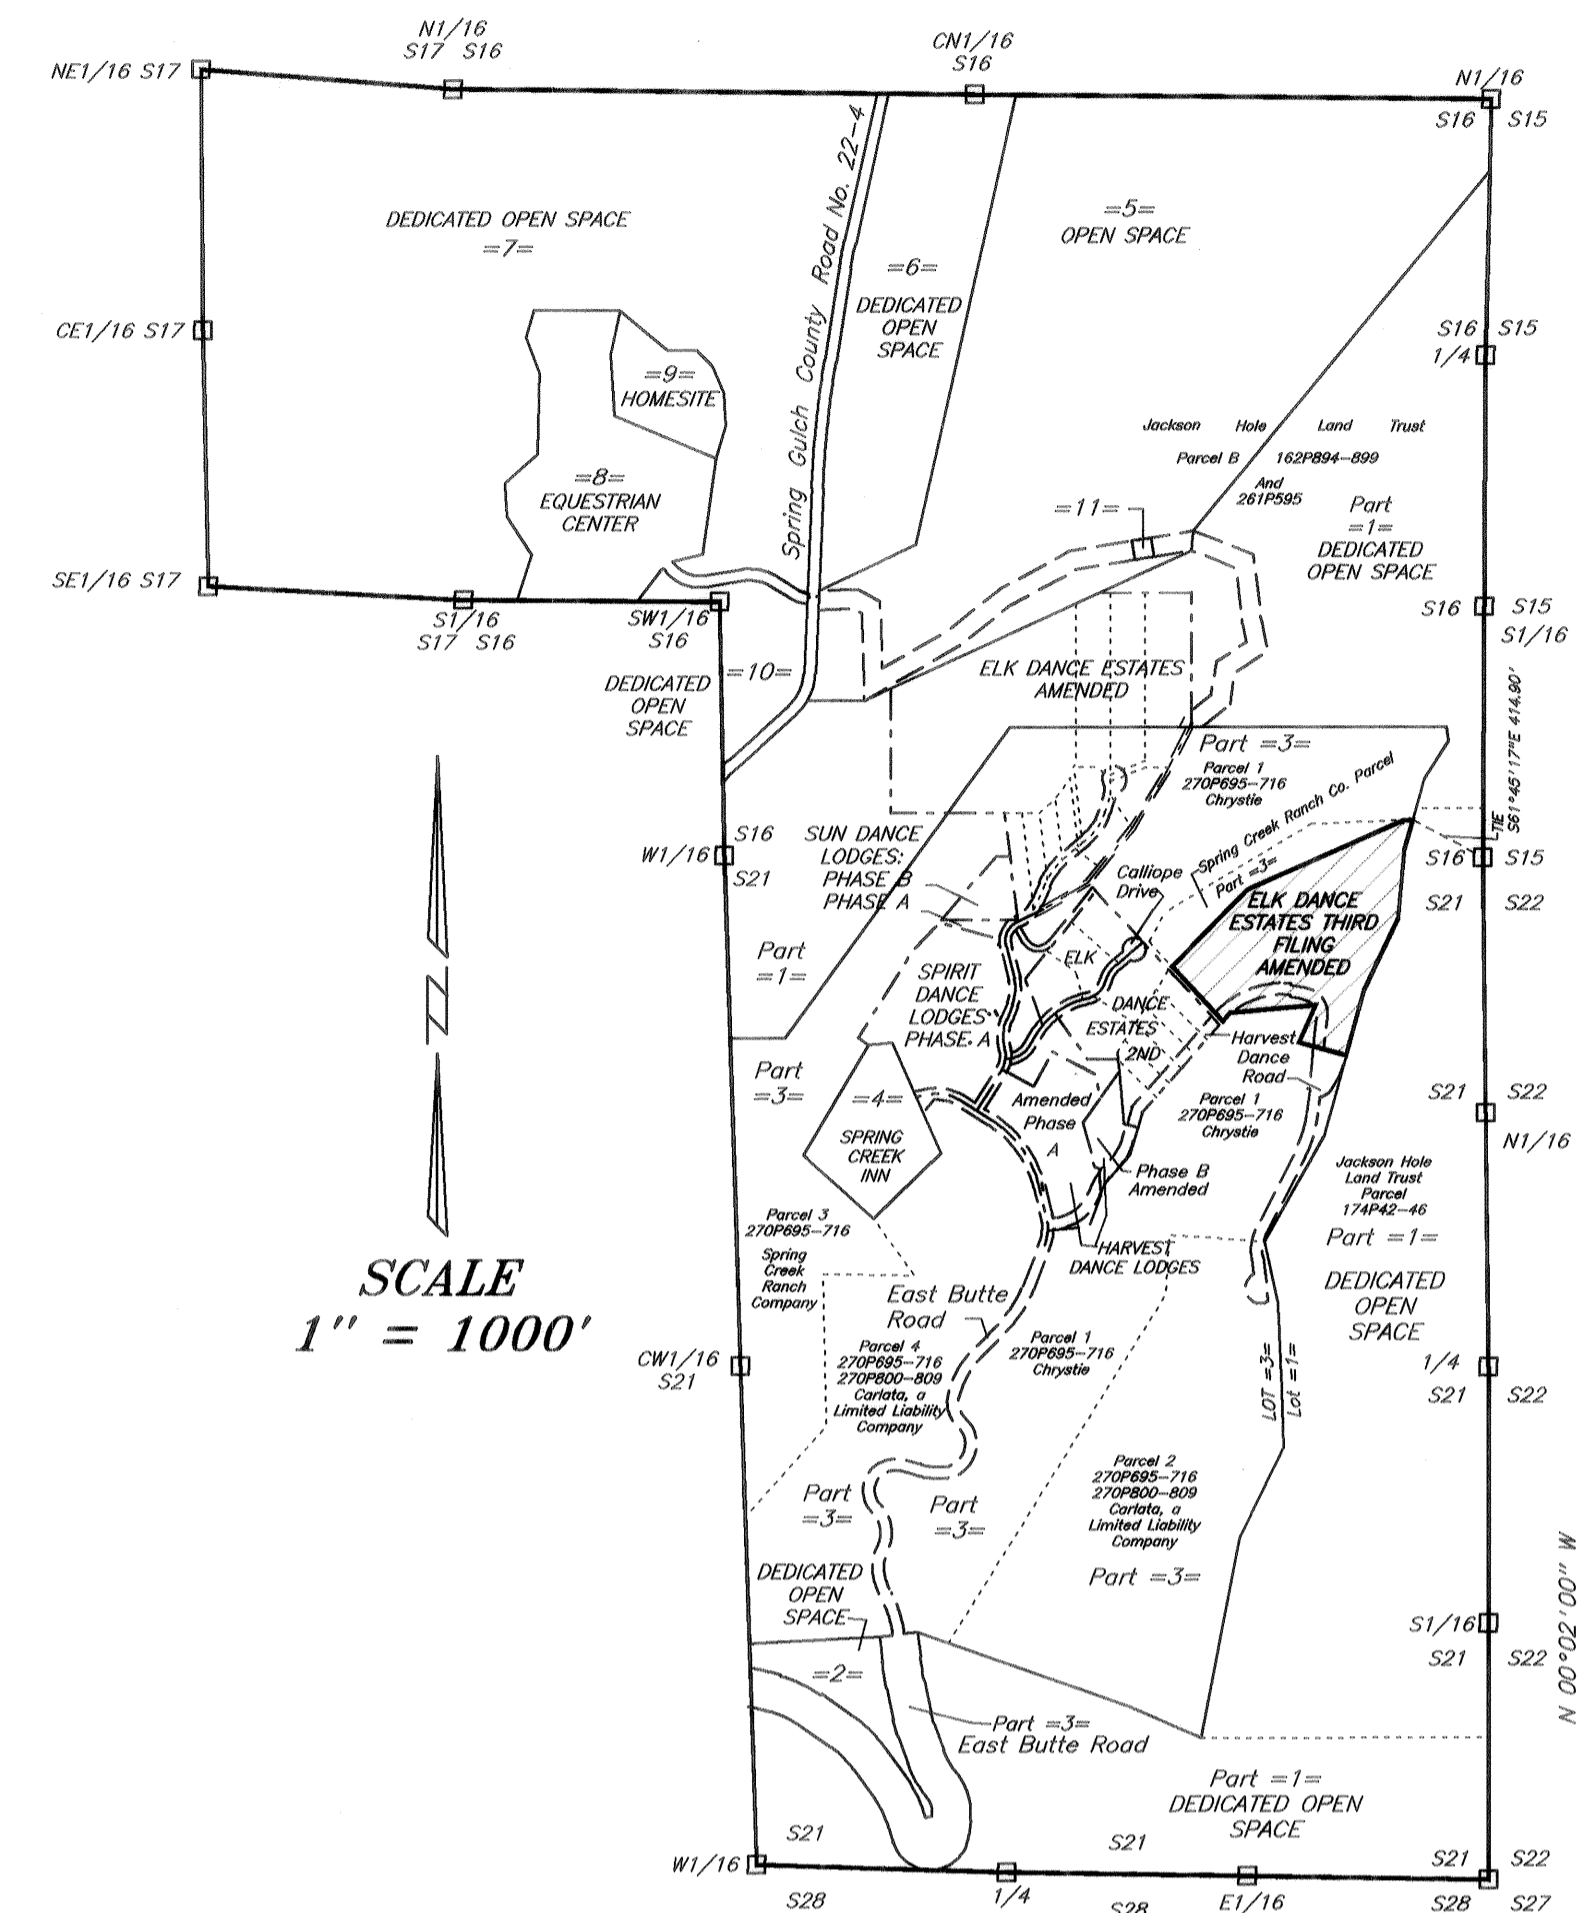 N1/16
S17 S16
CN1/16
S16
NE1/16 S17
N1/16
S16 S15
DEDICATED OPEN SPACE
=7=
Spring Gulch County Road No. 22-4
=5=
OPEN SPACE
=6=
DEDICATED
OPEN
SPACE
CE1/16 S17
S16 S15
1/4
=9=
HOMESITE
Jackson Hole Land Trust
Parcel B 162P894-899
And
261P595
=8=
EQUESTRIAN
CENTER
=11=
Part
=1=
DEDICATED
OPEN SPACE
SE1/16 S17
S1/16
S17 S16
SW1/16
S16
S16 S15
S1/16
=10=
DEDICATED
OPEN
SPACE
ELK DANCE ESTATES
AMENDED
TIE
S61°45'17"E 414.90'
Part =3=
Parcel 1
270P695-716
Chrystie
Spring Creek Ranch Co. Parcel
Part =3=
S16
W1/16
S21
SUN DANCE
LODGES:
PHASE B
PHASE A
Calliope
Drive
S16 S15
S21 S22
ELK DANCE
ESTATES THIRD
FILING
AMENDED
Part
=1=
SPIRIT
DANCE
LODGES
PHASE A
ELK
DANCE
ESTATES
2ND
Harvest
Dance
Road
Part
=3=
=4=
SPRING
CREEK
INN
Amended
Phase
A
Parcel 1
270P695-716
Chrystie
S21 S22
N1/16
Phase B
Amended
Jackson Hole
Land Trust
Parcel
174P42-46
Part =1=
DEDICATED
OPEN
SPACE
Parcel 3
270P695-716
Spring
Creek
Ranch
Company
HARVEST
DANCE LODGES
SCALE
1" = 1000'
East Butte
Road
Parcel 1
270P695-716
Chrystie
Parcel 4
270P695-716
270P800-809
Carlata, a
Limited Liability
Company
CW1/16
S21
LOT =3=
Lot =1=
1/4
S21 S22
Parcel 2
270P695-716
270P800-809
Carlata, a
Limited Liability
Company
Part =3=
Part
=3=
Part
=3=
DEDICATED
OPEN
SPACE
N 00°02'00" W
S1/16
S21 S22
=2=
Part =3=
East Butte Road
Part =1=
DEDICATED OPEN
SPACE
S21
S21
S21 S22
W1/16
S28
1/4
S28
E1/16
S28 S27